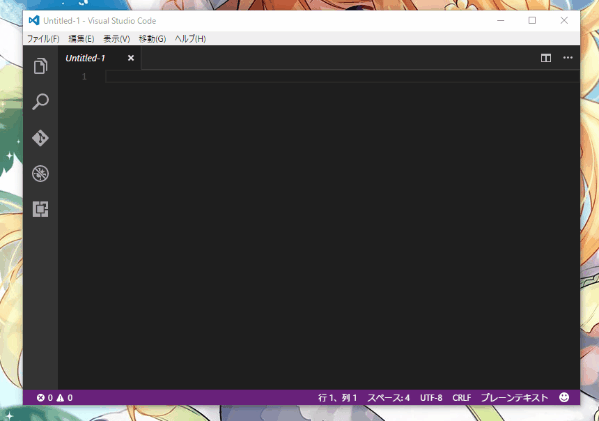 Untitled-1 - Visual Studio Code
ファイル(F) 編集(E) 表示(V) 移動(G) ヘルプ(H)
Untitled-1
1
0 0 行 1、列 1 スペース: 4 UTF-8 CRLF プレーンテキスト